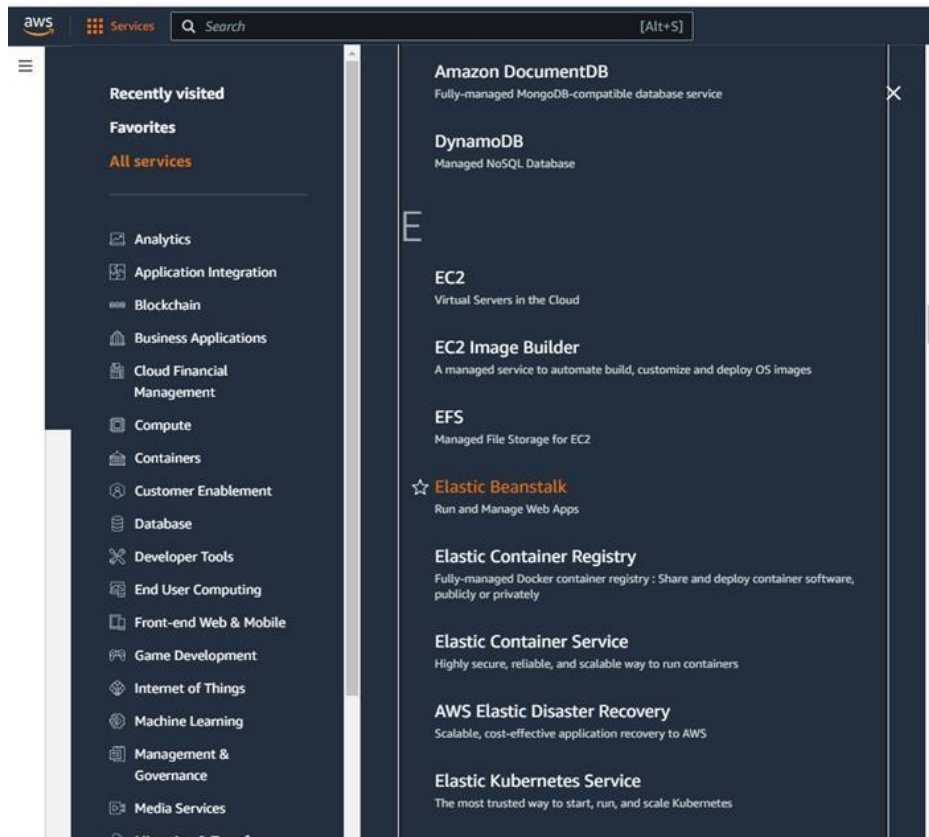 aws
Services
Search
[Alt+S]
Recently visited
Favorites
All services
Analytics
Application Integration
Blockchain
Business Applications
Cloud Financial
Management
Compute
Containers
Customer Enablement
Database
Developer Tools
End User Computing
Front-end Web & Mobile
Game Development
Internet of Things
Machine Learning
Management &
Governance
Media Services
Amazon DocumentDB
Fully-managed MongoDB-compatible database service
DynamoDB
Managed NoSQL Database
E
EC2
Virtual Servers in the Cloud
EC2 Image Builder
A managed service to automate build, customize and deploy OS images
EFS
Managed File Storage for EC2
Elastic Beanstalk
Run and Manage Web Apps
Elastic Container Registry
Fully-managed Docker container registry : Share and deploy container software,
publicly or privately
Elastic Container Service
Highly secure, reliable, and scalable way to run containers
AWS Elastic Disaster Recovery
Scalable, cost-effective application recovery to AWS
Elastic Kubernetes Service
The most trusted way to start, run, and scale Kubernetes